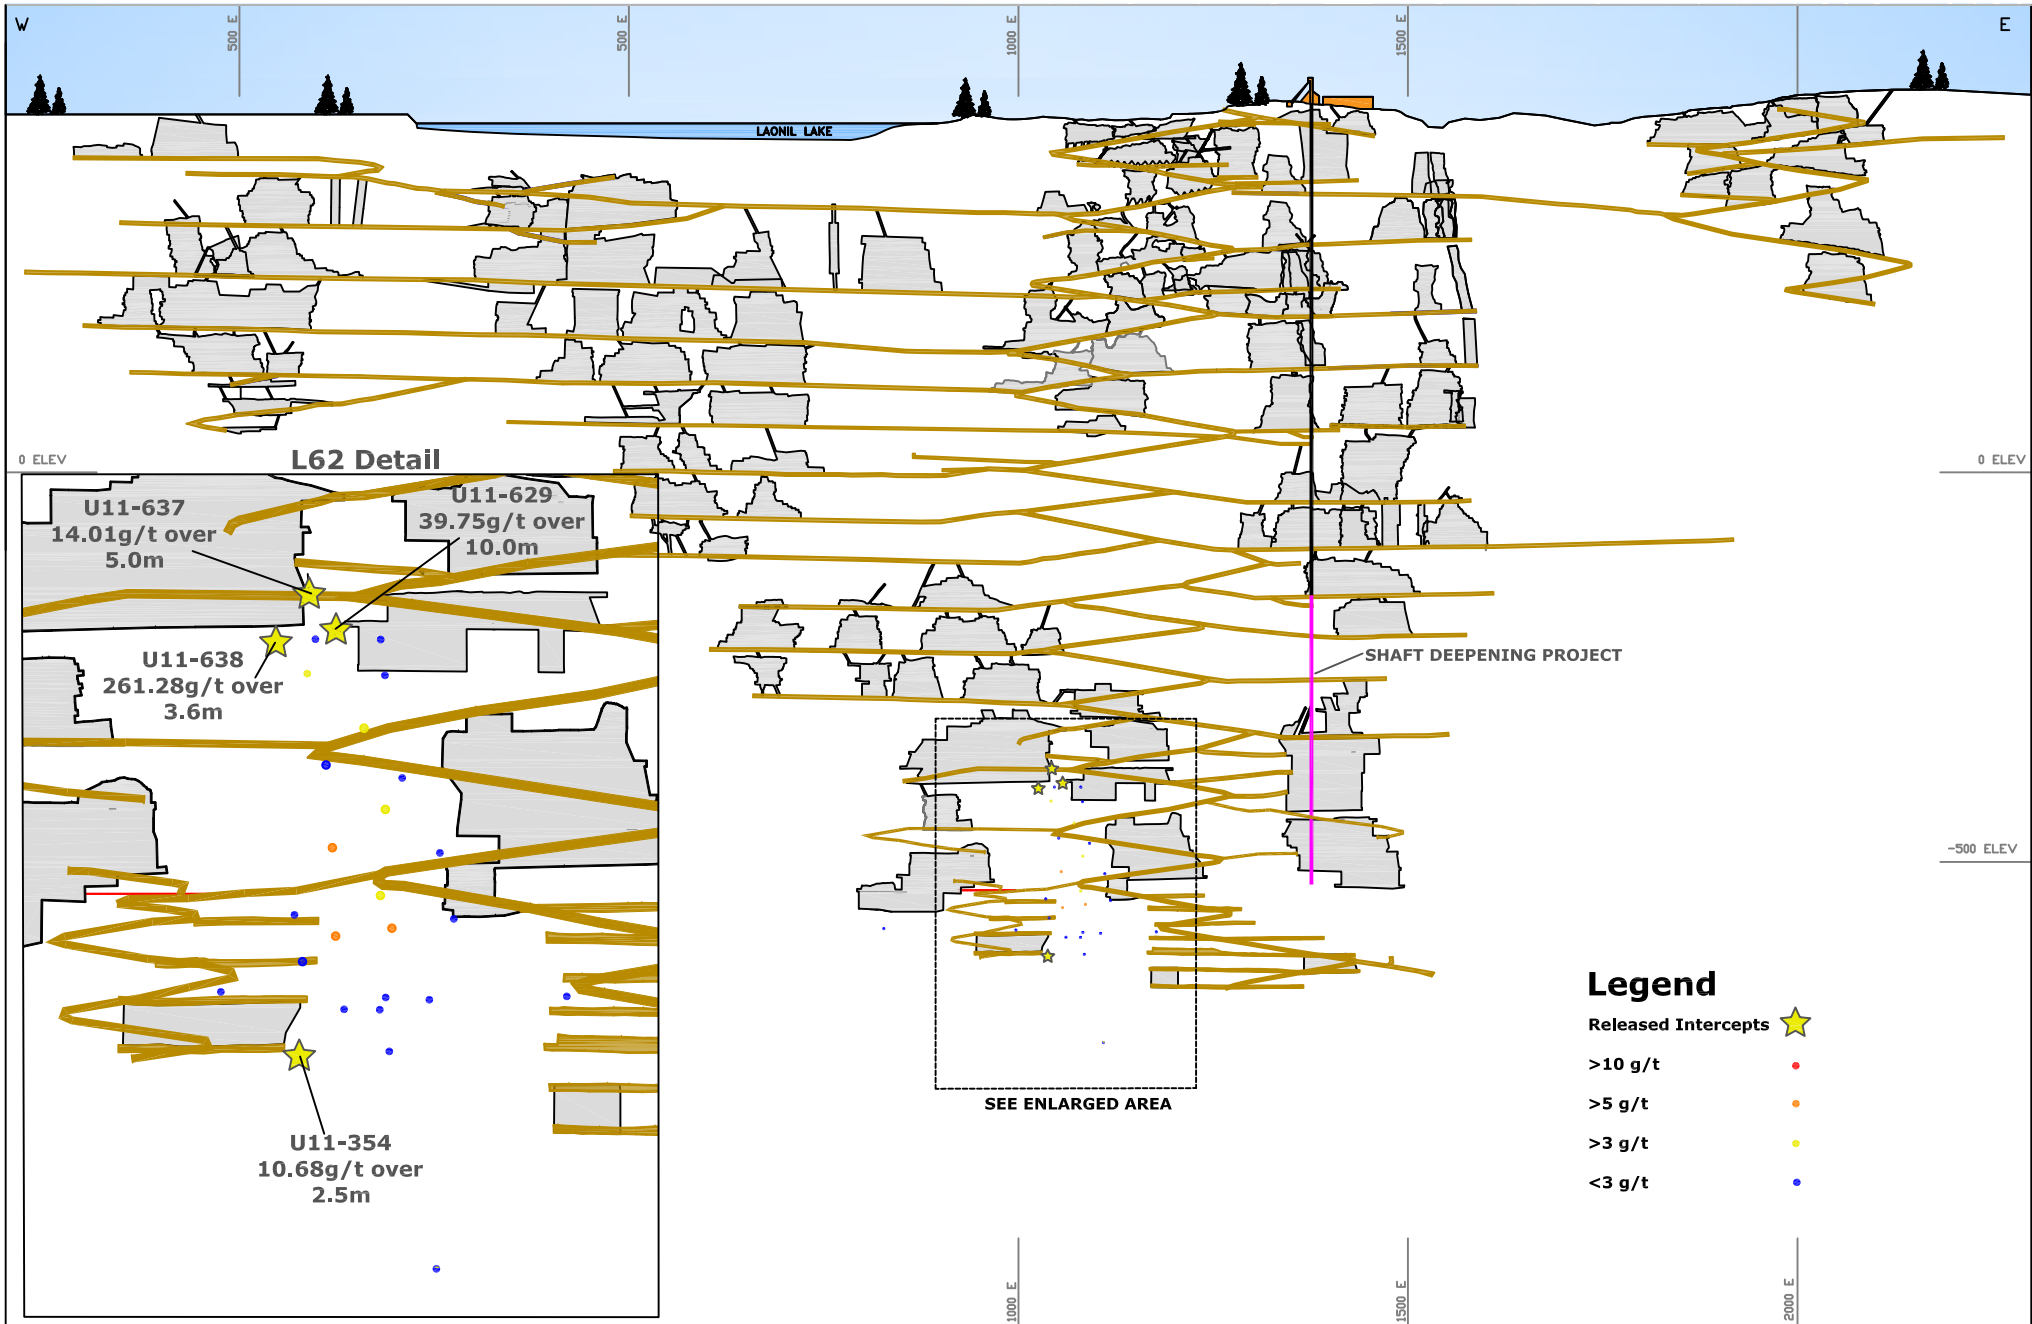 W
500 E
500 E
1000 E
1500 E
E
LAONIL LAKE
0 ELEV
0 ELEV
L62 Detail
U11-637
14.01g/t over
5.0m
U11-629
39.75g/t over
10.0m
U11-638
261.28g/t over
3.6m
U11-354
10.68g/t over
2.5m
SHAFT DEEPENING PROJECT
-500 ELEV
SEE ENLARGED AREA
Legend
Released Intercepts
>10 g/t
>5 g/t
>3 g/t
<3 g/t
1000 E
1500 E
2000 E